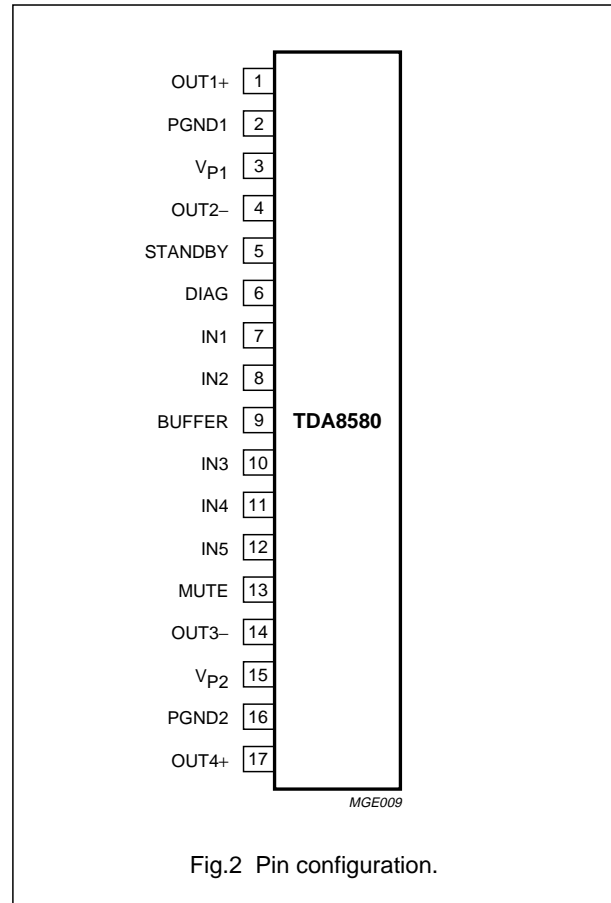 OUT1+ 1
PGND1 2
VP1 3
OUT2− 4
STANDBY 5
DIAG 6
IN1 7
IN2 8
BUFFER 9 TDA8580
IN3 10
IN4 11
IN5 12
MUTE 13
OUT3− 14
VP2 15
PGND2 16
OUT4+ 17
MGE009
Fig.2 Pin configuration.